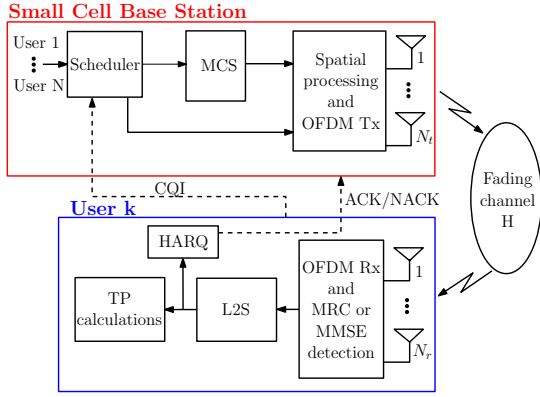 Small Cell Base Station
User 1
User N
Scheduler
MCS
Spatial
processing
and
OFDM Tx
1
N_t
CQI
ACK/NACK
Fading
channel
H
User k
HARQ
TP
calculations
L2S
OFDM Rx
and
MRC or
MMSE
detection
1
N_r